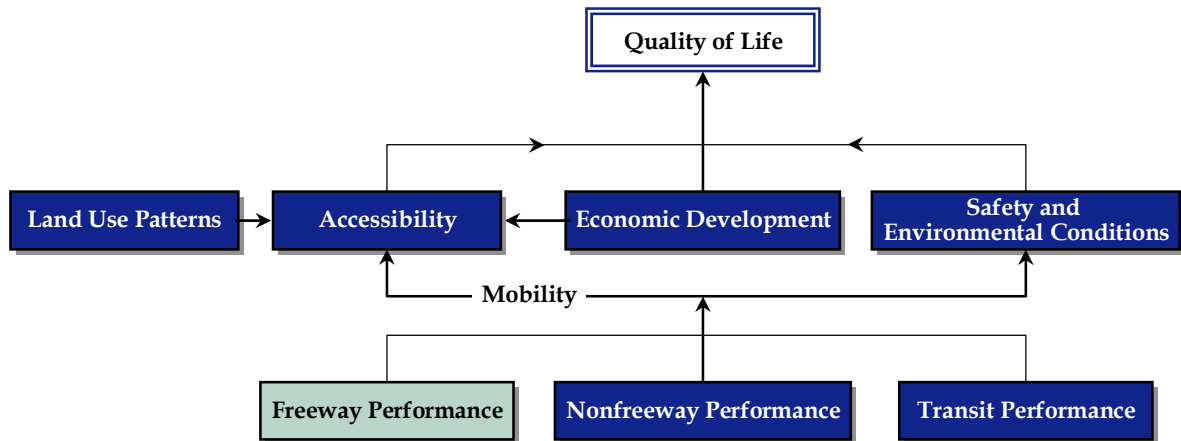 Quality of Life
Land Use Patterns
Accessibility
Economic Development
Safety and
Environmental Conditions
Mobility
Freeway Performance
Nonfreeway Performance
Transit Performance